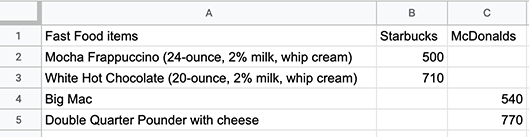 A B C
1 Fast Food items Starbucks McDonalds
2 Mocha Frappuccino (24-ounce, 2% milk, whip cream) 500
3 White Hot Chocolate (20-ounce, 2% milk, whip cream) 710
4 Big Mac 540
5 Double Quarter Pounder with cheese 770